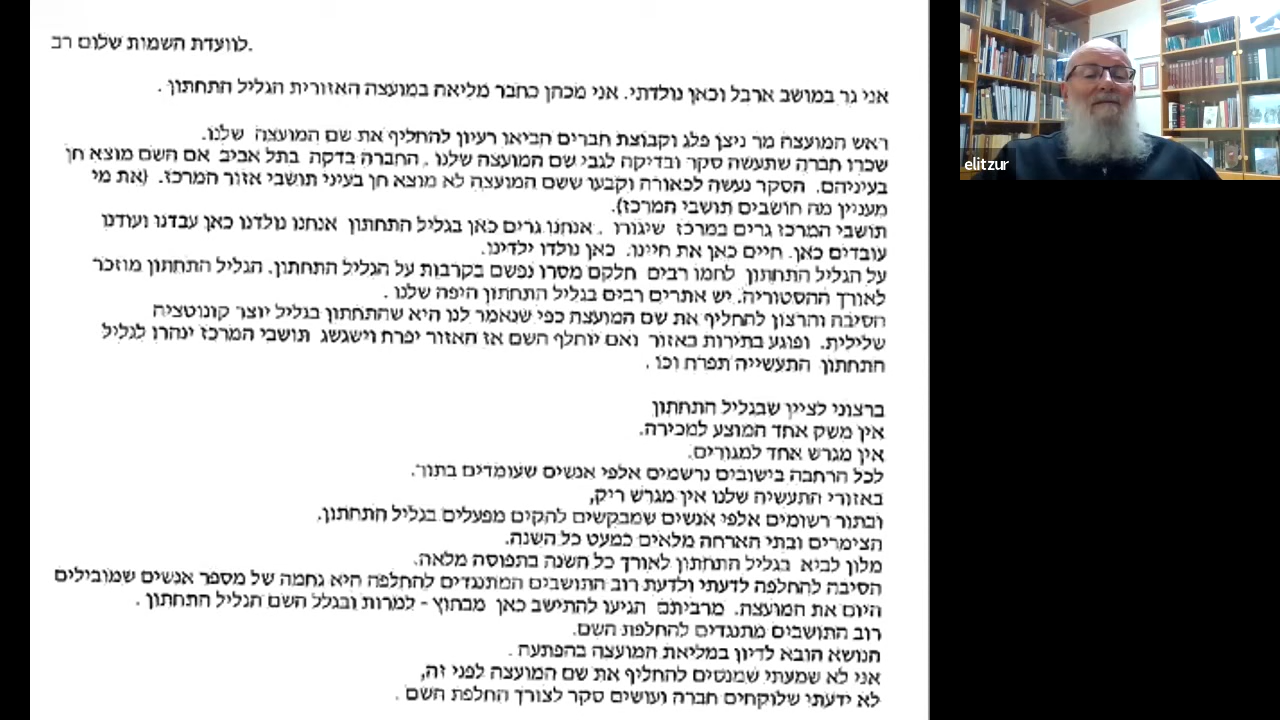 לוועדת השמות שלום רב.
אני גר במושב ארבל וכאן נולדתי. אני מכהן כחבר מליאה במועצה האזורית הגליל התחתון .
ראש המועצה מר ניצן פלג וקבוצת חברים הביאו רעיון להחליף את שם המועצה שלנו.
שכרו חברה שתעשה סקר ובדיקה לגבי שם המועצה שלנו . החברה בדקה בתל אביב אם השם מוצא חן
בעיניהם. הסקר נעשה לכאורה וקבעו ששם המועצה לא מוצא חן בעיני תושבי אזור המרכז. (את מי
מעניין מה חושבים תושבי המרכז).
תושבי המרכז גרים במרכז שיגורו . אנחנו גרים כאן בגליל התחתון אנחנו נולדנו כאן עבדנו ועודנו
עובדים כאן. חיים כאן את חיינו. כאן נולדו ילדינו.
על הגליל התחתון לחמו רבים חלקם מסרו נפשם בקרבות על הגליל התחתון. הגליל התחתון מוזכר
לאורך ההסטוריה. יש אתרים רבים בגליל התחתון היפה שלנו .
הסיבה והרצון להחליף את שם המועצה כפי שנאמר לנו היא שהתחתון בגליל יוצר קונוטציה
שלילית. ופוגע בתירות באזור ואם יוחלף השם אז האזור יפרח וישגשג תושבי המרכז ינהרו לגליל
התחתון התעשייה תפרח וכו .
ברצוני לציין שבגליל התחתון
אין משק אחד המוצע למכירה.
אין מגרש אחד למגורים.
לכל הרחבה בישובים נרשמים אלפי אנשים שעומדים בתור.
באזורי התעשיה שלנו אין מגרש ריק,
ובתור רשומים אלפי אנשים שמבקשים להקים מפעלים בגליל התחתון.
הצימרים ובתי הארחה מלאים כמעט כל השנה.
מלון לביא בגליל התחתון לאורך כל השנה בתפוסה מלאה.
הסיבה להחלפה לדעתי ולדעת רוב התושבים המתנגדים להחלפה היא גחמה של מספר אנשים שמובילים
היום את המועצה. מרביתם הגיעו להתישב כאן מבחוץ - למרות ובגלל השם הגליל התחתון .
רוב התושבים מתנגדים להחלפת השם.
הנושא הובא לדיון במליאת המועצה בהפתעה .
אני לא שמעתי שמנסים להחליף את שם המועצה לפני זה,
לא ידעתי שלוקחים חברה ועושים סקר לצורך החלפת השם .
elitzur